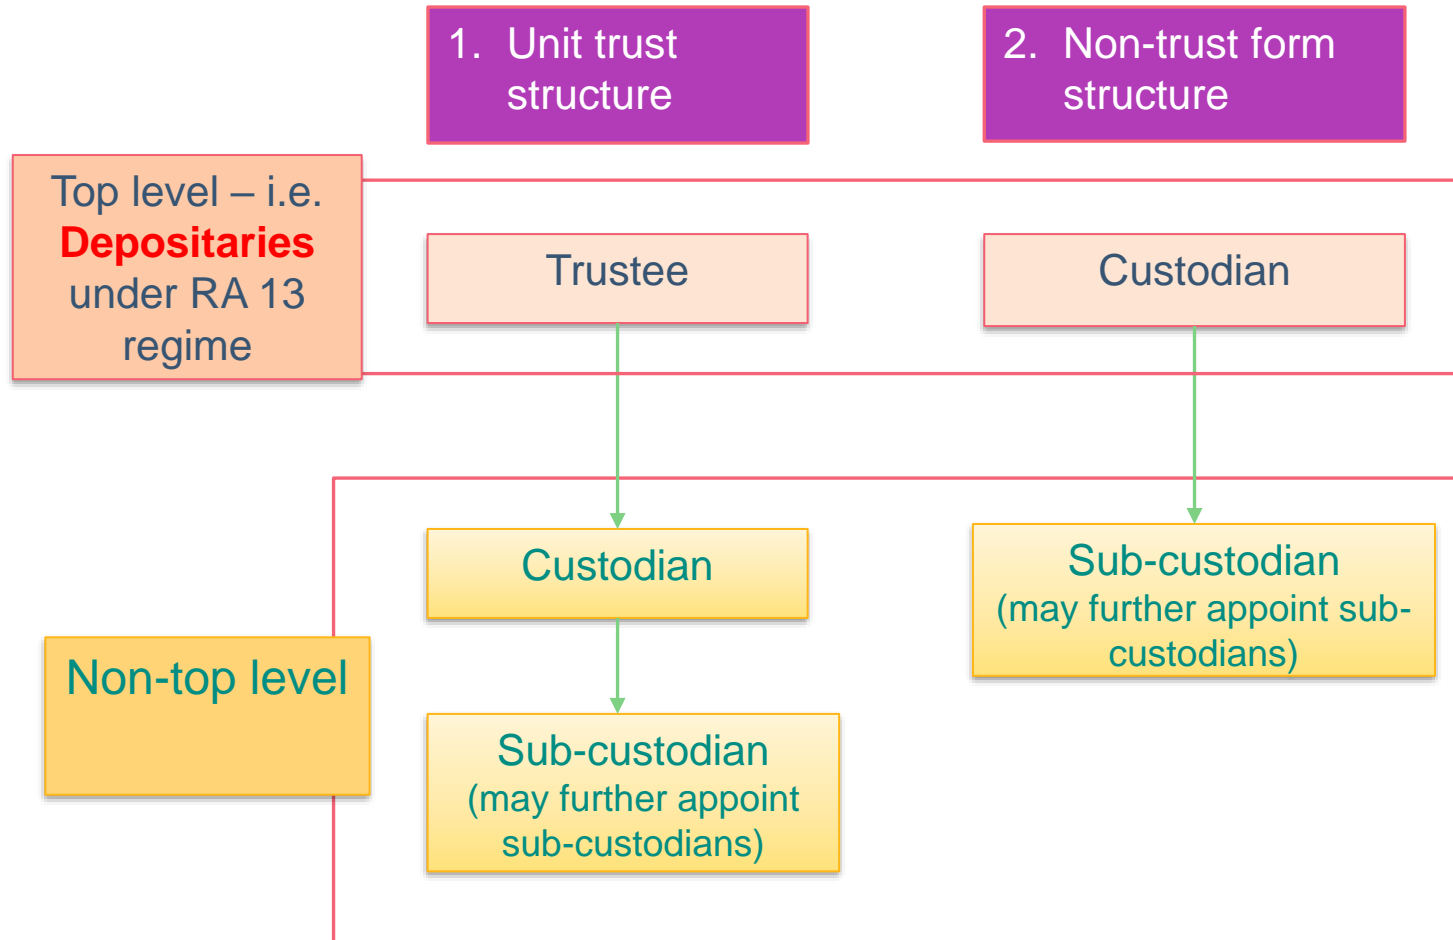 1. Unit trust
structure
2. Non-trust form
structure
Top level – i.e.
Depositaries
under RA 13
regime
Trustee
Custodian
Non-top level
Custodian
Sub-custodian
(may further appoint
sub-custodians)
Sub-custodian
(may further appoint sub-
custodians)